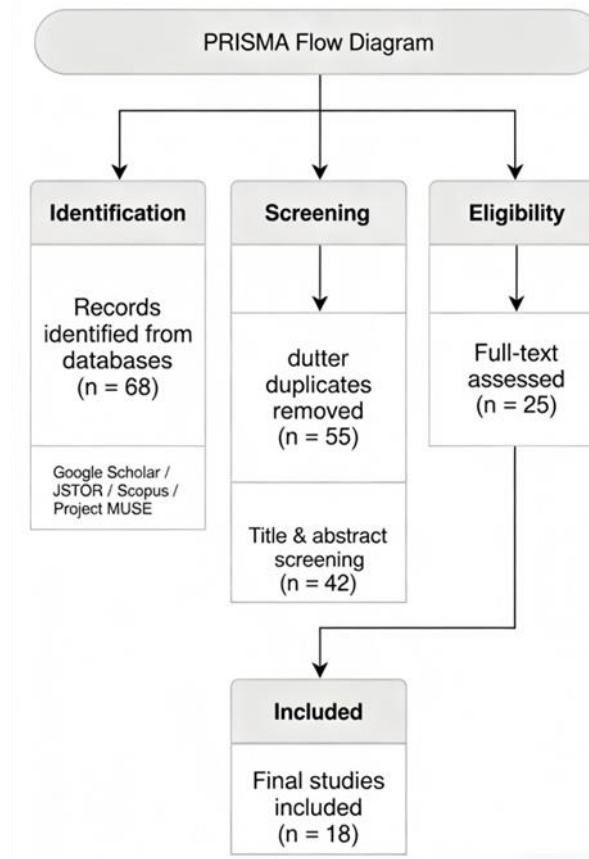 PRISMA Flow Diagram
Identification
Records
identified from
databases
(n = 68)
Google Scholar /
JSTOR / Scopus /
Project MUSE
Screening
dutter
duplicates
removed
(n = 55)
Title & abstract
screening
(n = 42)
Eligibility
Full-text
assessed
(n = 25)
Included
Final studies
included
(n = 18)